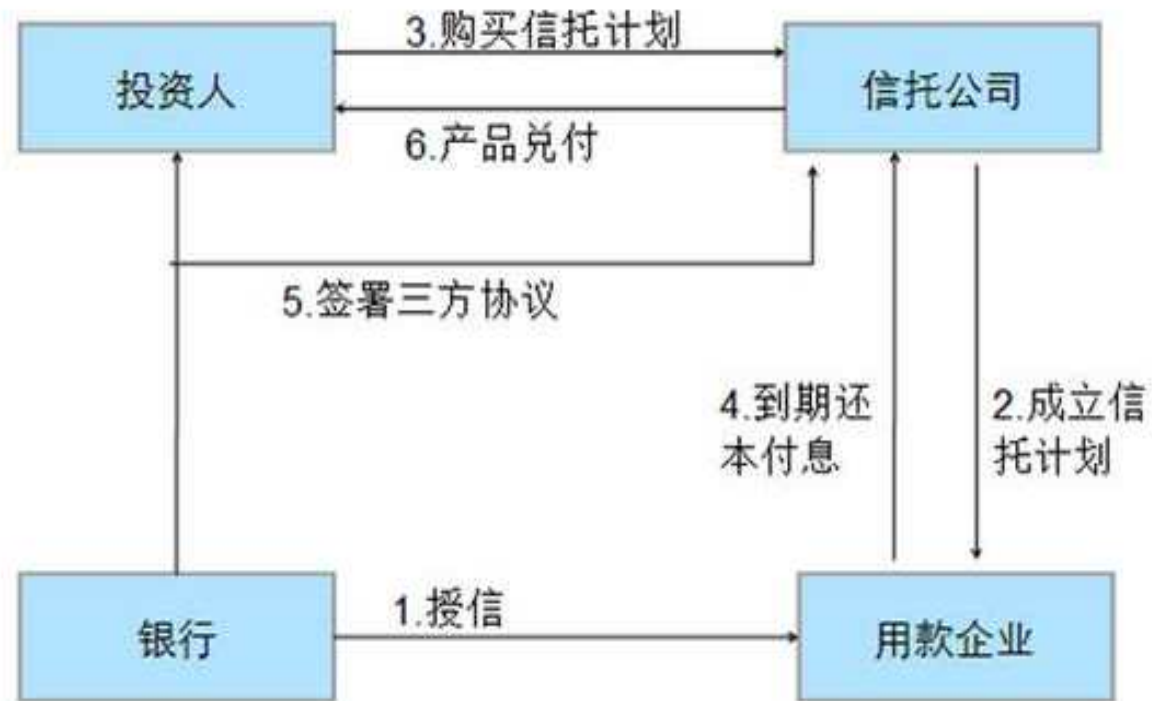 3.购买信托计划
投资人
信托公司
6.产品兑付
5.签署三方协议
4.到期还
本付息
2.成立信
托计划
银行
1.授信
用款企业